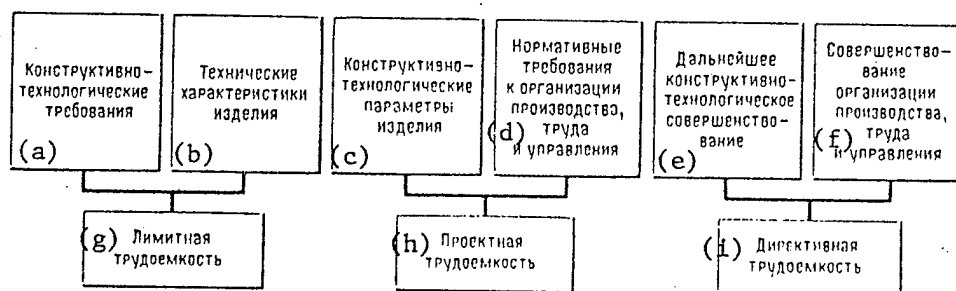 Конструктивно-
технологические
требования
(a)
Технические
характеристики
изделия
(b)
Конструктивно-
технологические
параметры
изделия
(c)
Нормативные
требования
к организации
производства,
(d) труда
и управления
Дальнейшее
конструктивно-
технологическое
совершенство-
вание
(e)
Совершенство-
вание
организации
производства,
(f) труда
и управления
(g) Лимитная
трудоемкость
(h) Проектная
трудоемкость
(i) Директивная
трудоемкость